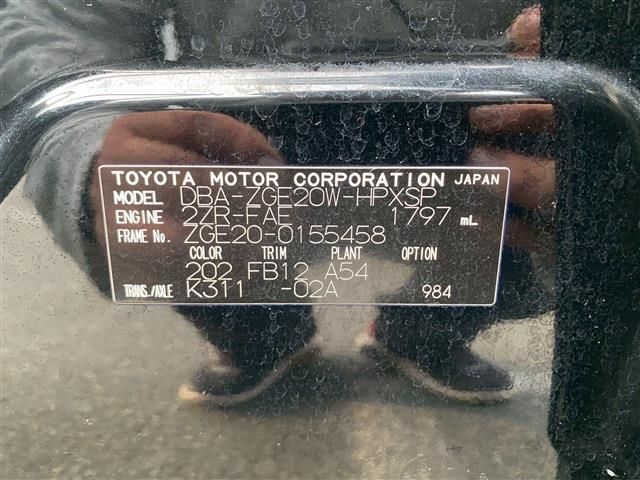 TOYOTA MOTOR CORPORATION JAPAN
MODEL DBA-ZGE20W-HPXSP
ENGINE 2ZR-FAE 1797 mL
FRAME No. ZGE20-0155458
COLOR TRIM PLANT OPTION
202 FB12 A54
TRANS./AXLE K311 -02A 984